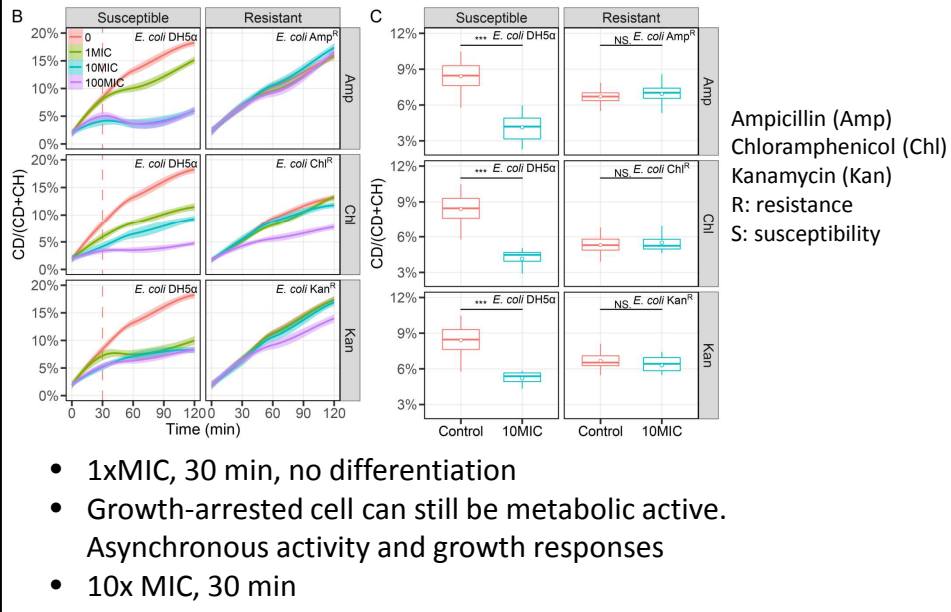 B
Susceptible
Resistant
20%
15%
10%
5%
0%
0
1MIC
10MIC
100MIC
E. coli DH5α
E. coli Amp^R
Amp
20%
15%
10%
5%
0%
E. coli DH5α
E. coli Chl^R
Chl
20%
15%
10%
5%
0%
E. coli DH5α
E. coli Kan^R
Kan
CD/(CD+CH)
0 30 60 90 120
0 30 60 90 120
Time (min)
C
Susceptible
Resistant
12%
9%
6%
3%
*** E. coli DH5α
NS. E. coli Amp^R
Amp
12%
9%
6%
3%
*** E. coli DH5α
NS. E. coli Chl^R
Chl
12%
9%
6%
3%
*** E. coli DH5α
NS. E. coli Kan^R
Kan
CD/(CD+CH)
Control 10MIC
Control 10MIC
Ampicillin (Amp)
Chloramphenicol (Chl)
Kanamycin (Kan)
R: resistance
S: susceptibility
• 1xMIC, 30 min, no differentiation
• Growth-arrested cell can still be metabolic active.
Asynchronous activity and growth responses
• 10x MIC, 30 min